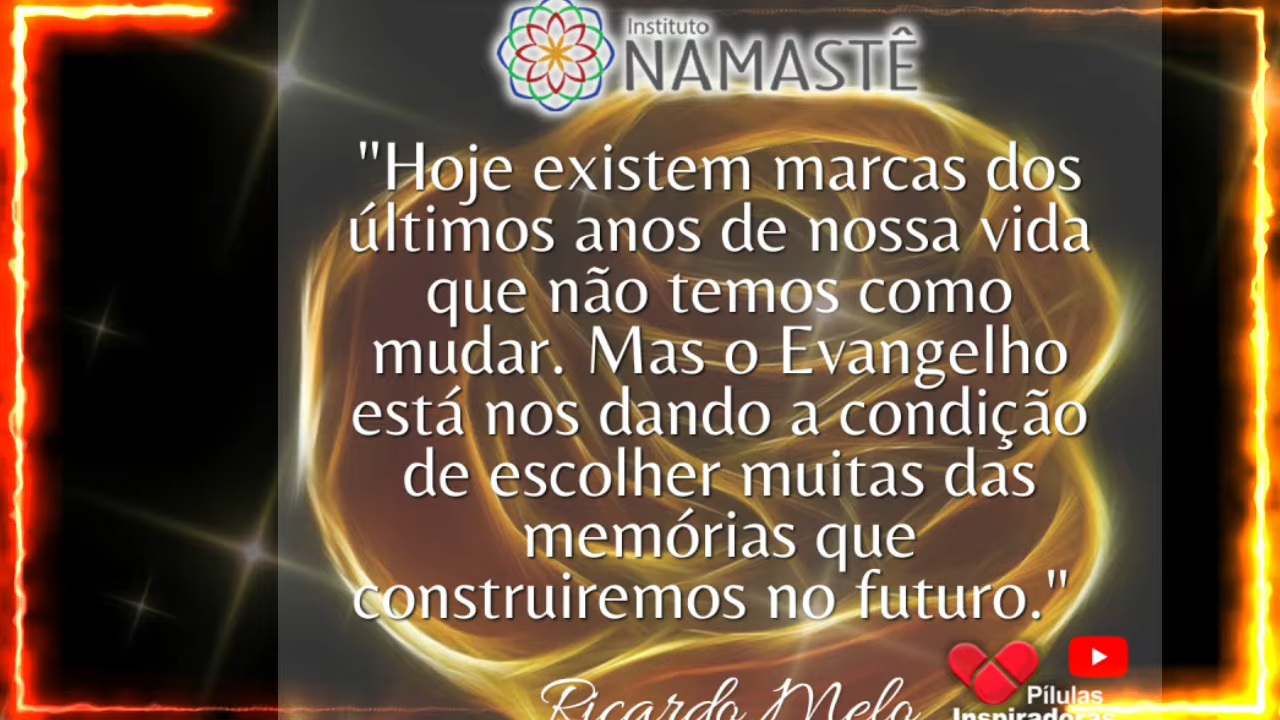 Instituto
NAMASTÊ
"Hoje existem marcas dos
últimos anos de nossa vida
que não temos como
mudar. Mas o Evangelho
está nos dando a condição
de escolher muitas das
memórias que
construiremos no futuro."
Ricardo Melo
Pílulas
Inspiradoras